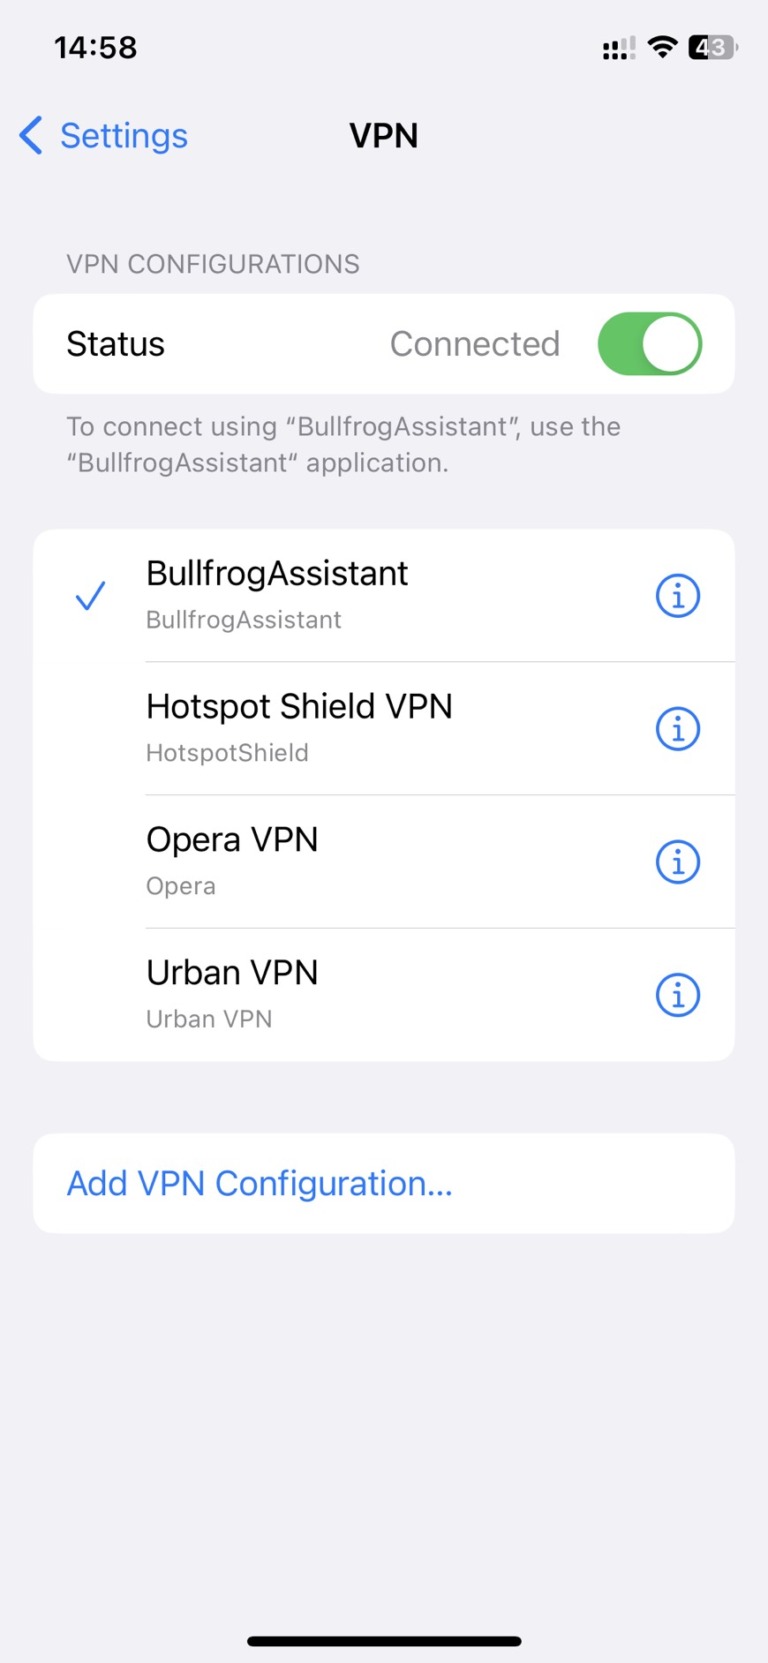 14:58
43
Settings
VPN
VPN CONFIGURATIONS
Status
Connected
To connect using “BullfrogAssistant”, use the
“BullfrogAssistant“ application.
BullfrogAssistant
BullfrogAssistant
Hotspot Shield VPN
HotspotShield
Opera VPN
Opera
Urban VPN
Urban VPN
Add VPN Configuration...